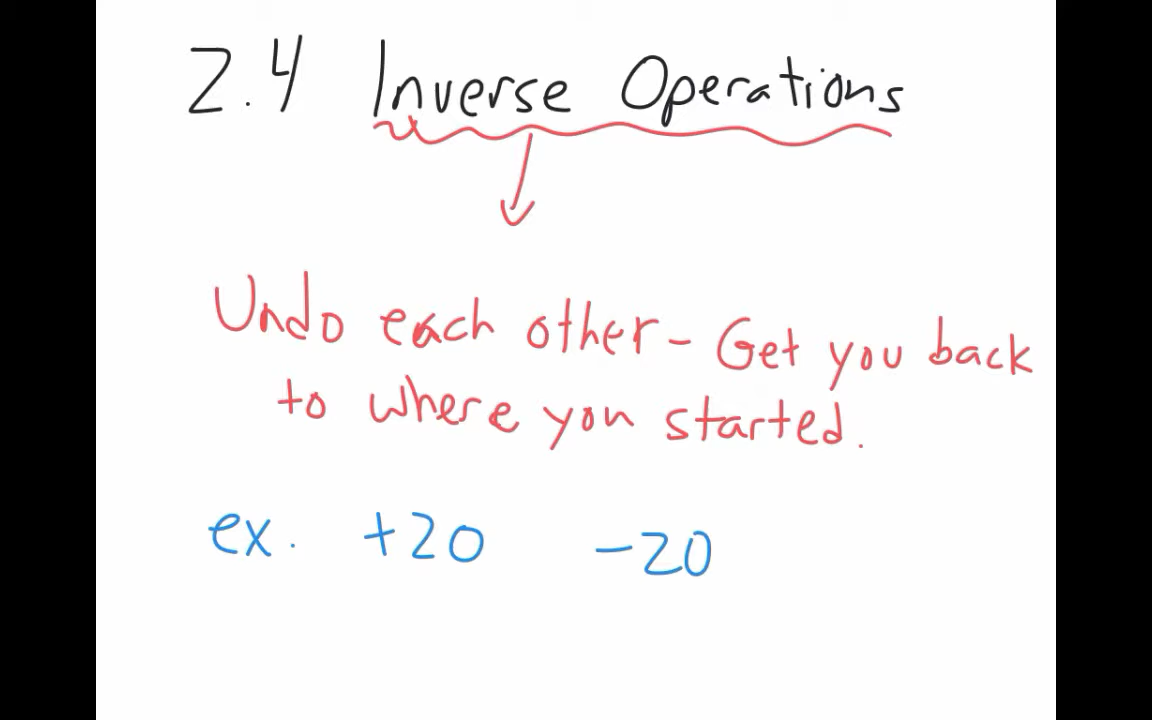 2.4 Inverse Operations
Undo each other - Get you back
to where you started.
ex. +20 -20